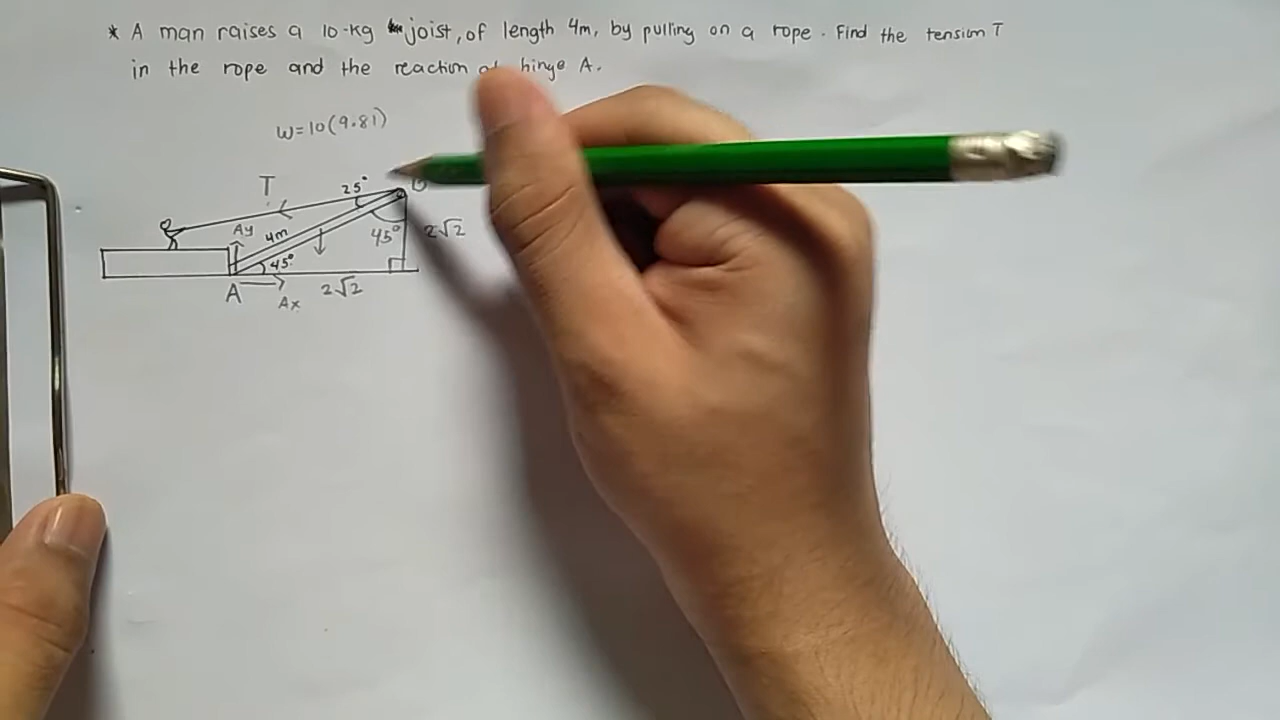 * A man raises a 10-kg joist, of length 4m, by pulling on a rope. Find the tension T
in the rope and the reaction hinge A.
W=10(9.81)
T
25°
Ay
4m
45°
2√2
45°
A
2√2
Ax